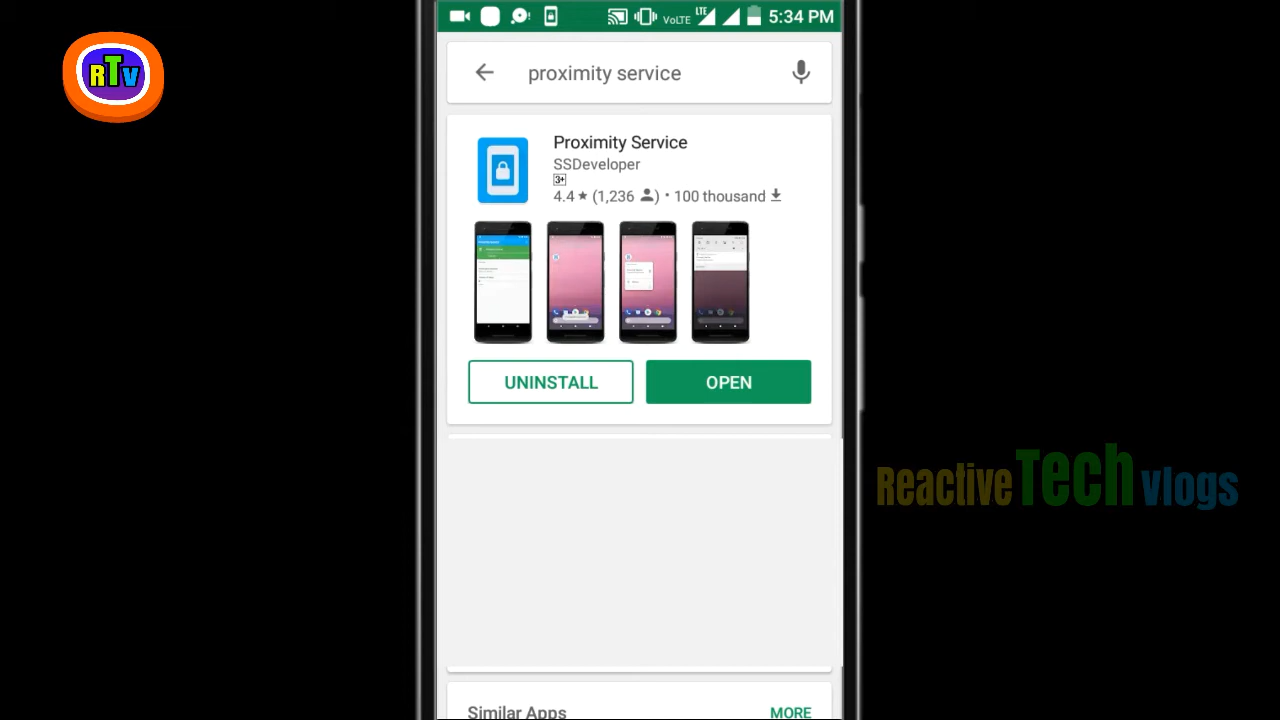 RTV
VoLTE LTE 5:34 PM
proximity service
Proximity Service
SSDeveloper
3+
4.4 ★ (1,236 ) • 100 thousand
UNINSTALL
OPEN
Reactive Tech vlogs
Similar Apps
MORE